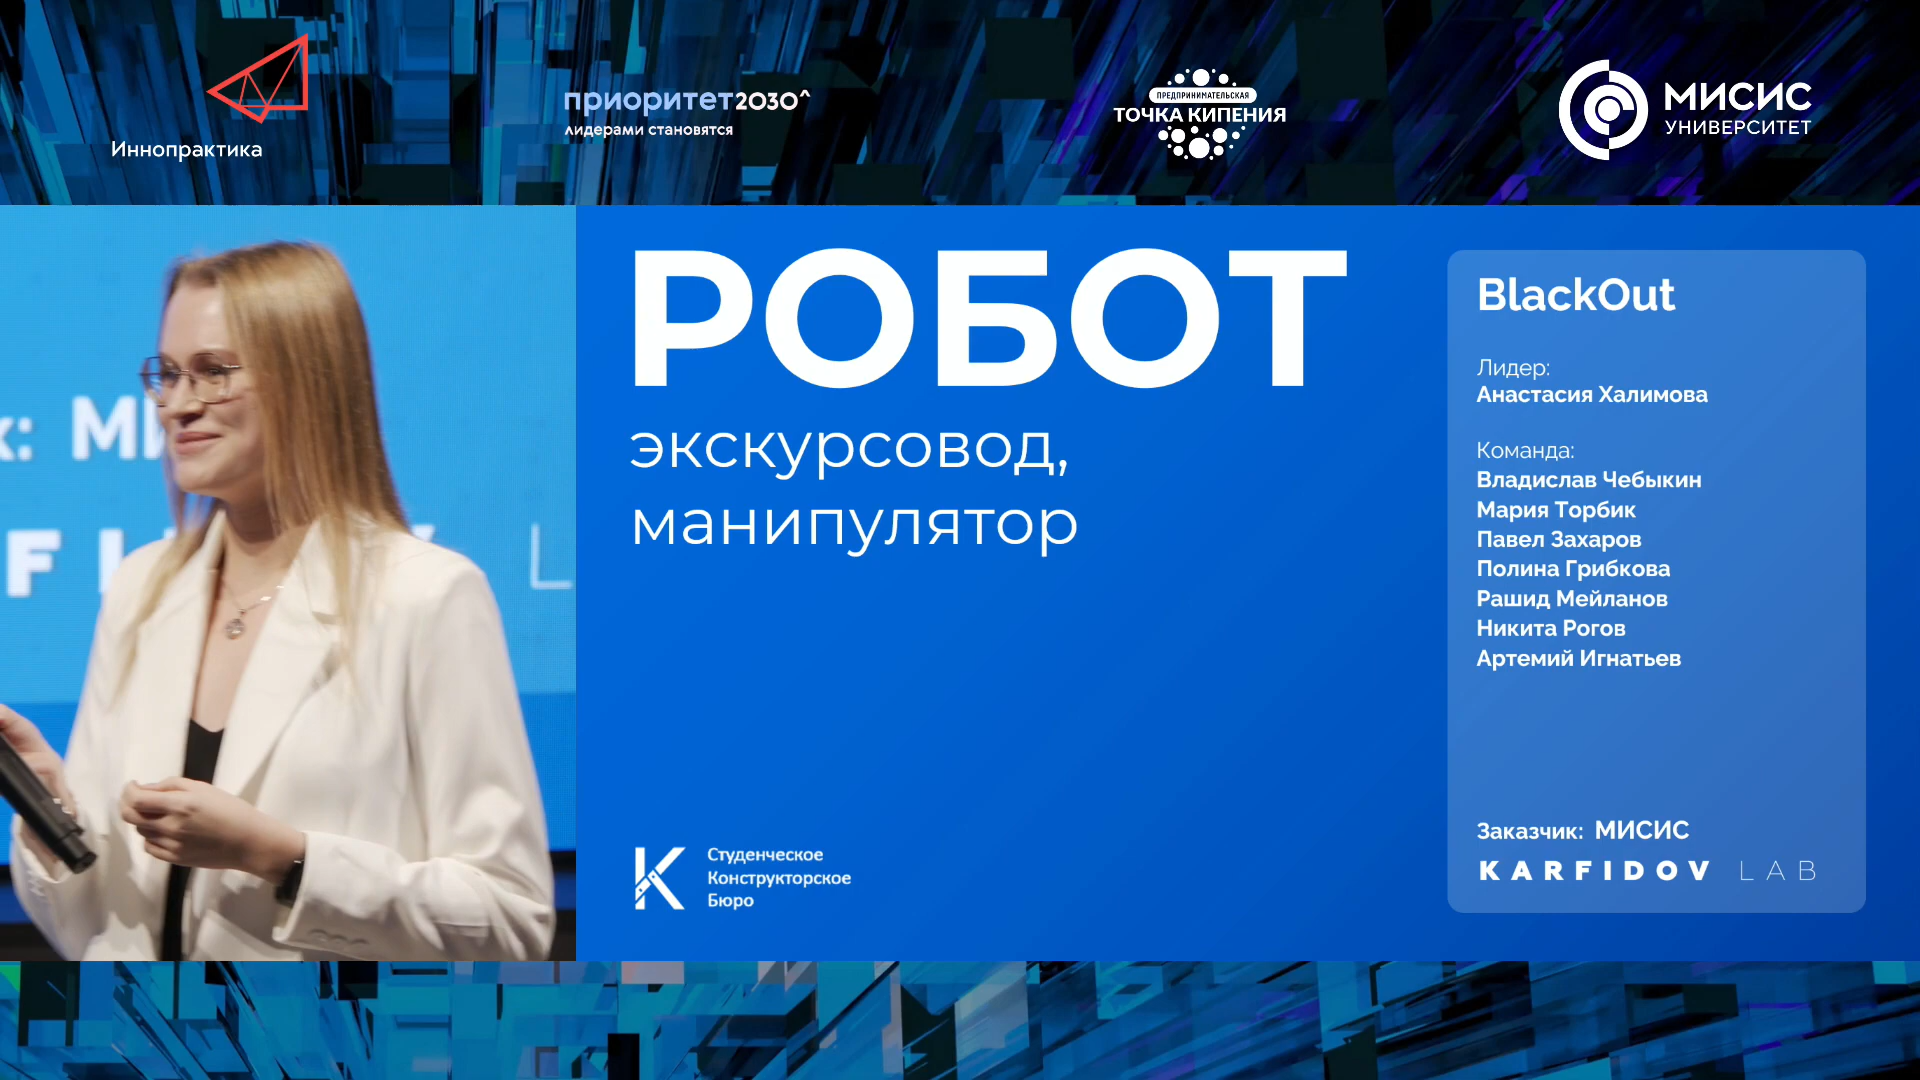 Иннопрактика
приоритет2030^
лидерами становятся
ПРЕДПРИНИМАТЕЛЬСКАЯ
ТОЧКА КИПЕНИЯ
МИСИС
УНИВЕРСИТЕТ
РОБОТ
экскурсовод,
манипулятор
Студенческое
Конструкторское
Бюро
BlackOut
Лидер:
Анастасия Халимова
Команда:
Владислав Чебыкин
Мария Торбик
Павел Захаров
Полина Грибкова
Рашид Мейланов
Никита Рогов
Артемий Игнатьев
Заказчик: МИСИС
KARFIDOV LAB